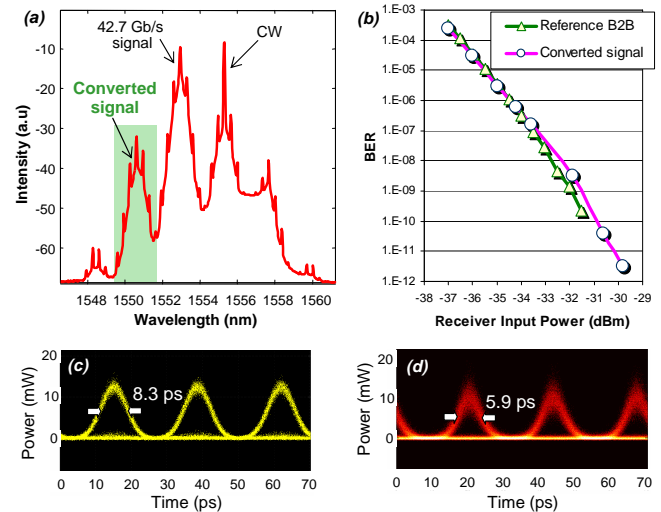 (a)
42.7 Gb/s
signal
CW
Converted
signal
Intensity (a.u)
-10
-20
-30
-40
-50
-60
1548 1550 1552 1554 1556 1558 1560
Wavelength (nm)
(b)
Reference B2B
Converted signal
BER
1.E-03
1.E-04
1.E-05
1.E-06
1.E-07
1.E-08
1.E-09
1.E-10
1.E-11
1.E-12
-38 -37 -36 -35 -34 -33 -32 -31 -30 -29
Receiver Input Power (dBm)
(c)
8.3 ps
Power (mW)
20
10
0
0 10 20 30 40 50 60 70
Time (ps)
(d)
5.9 ps
Power (mW)
20
10
0
0 10 20 30 40 50 60 70
Time (ps)